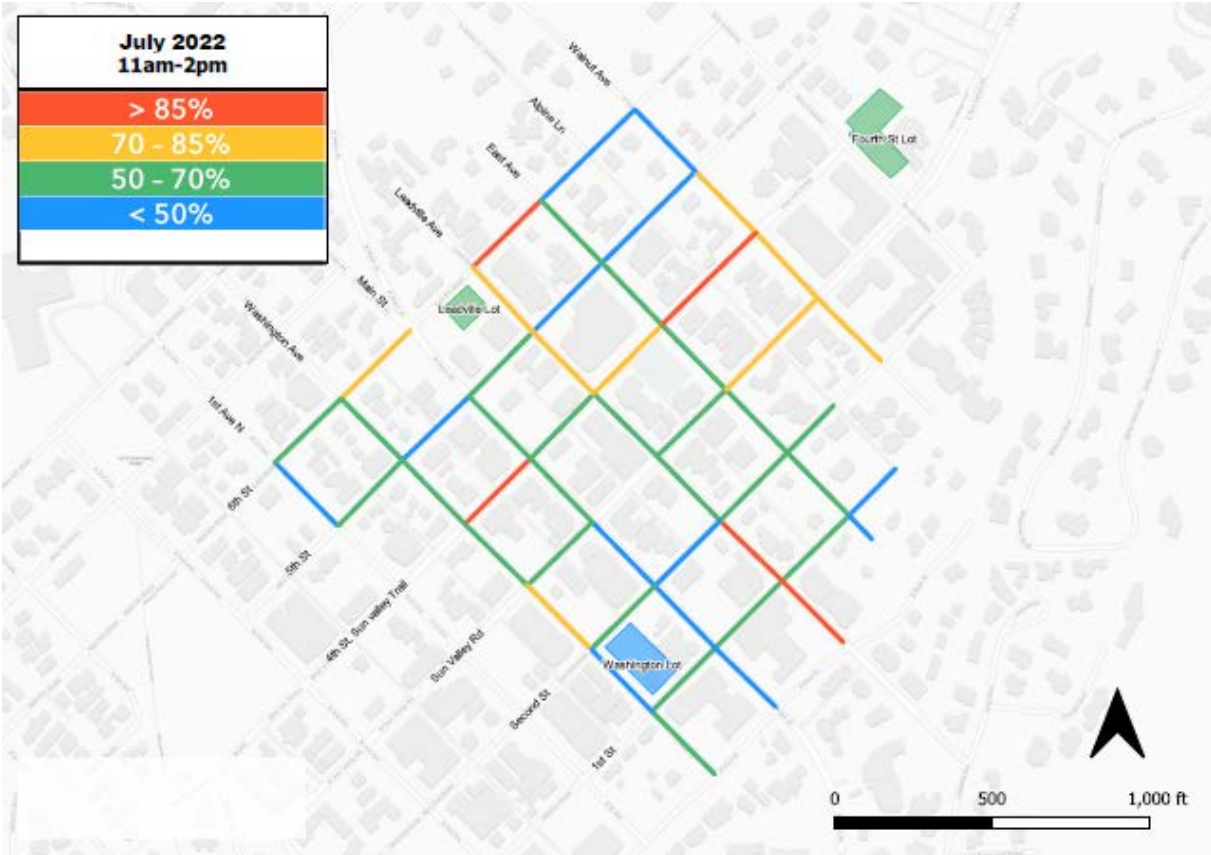 July 2022
11am-2pm
> 85%
70 - 85%
50 - 70%
< 50%
Walnut Ave
Alpine Ln
East Ave
Leadville Ave
Main St
Washington Ave
1st Ave N
Fourth St Lot
Leadville Lot
Washington Lot
6th St
5th St
4th St, Sun valley Trail
Sun Valley Rd
Second St
1st St
0 500 1,000 ft